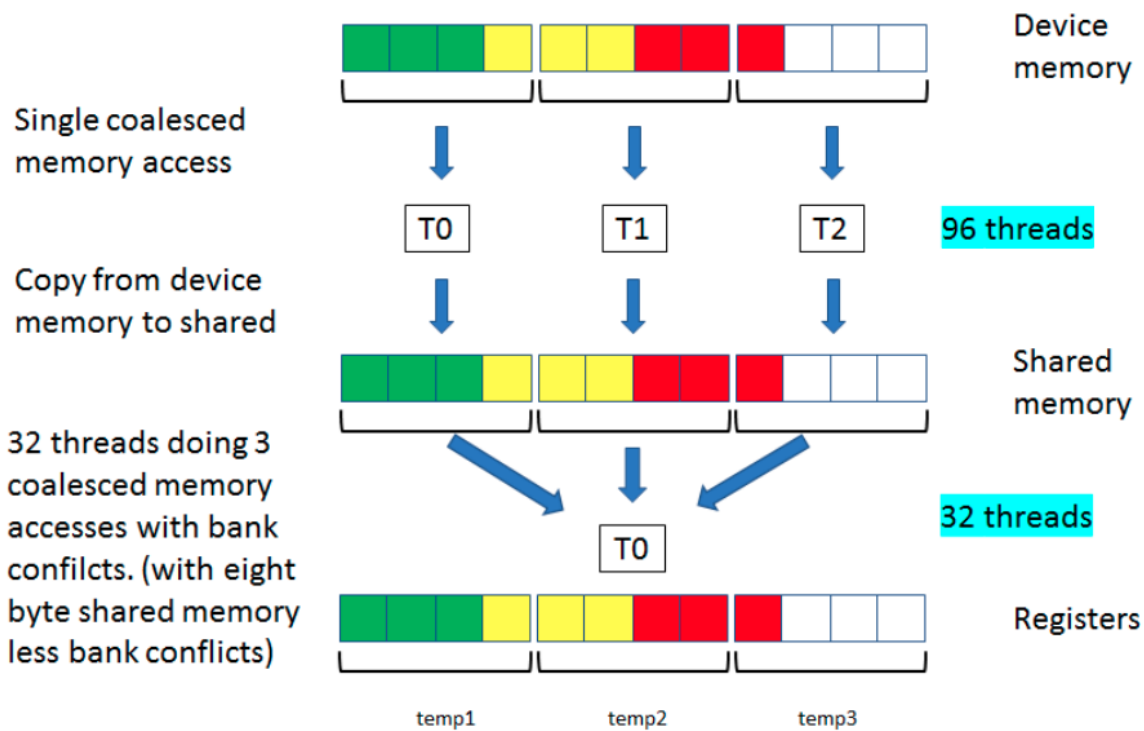 Device
memory
Single coalesced
memory access
T0
T1
T2
96 threads
Copy from device
memory to shared
Shared
memory
32 threads doing 3
coalesced memory
accesses with bank
confilcts. (with eight
byte shared memory
less bank conflicts)
32 threads
T0
Registers
temp1
temp2
temp3